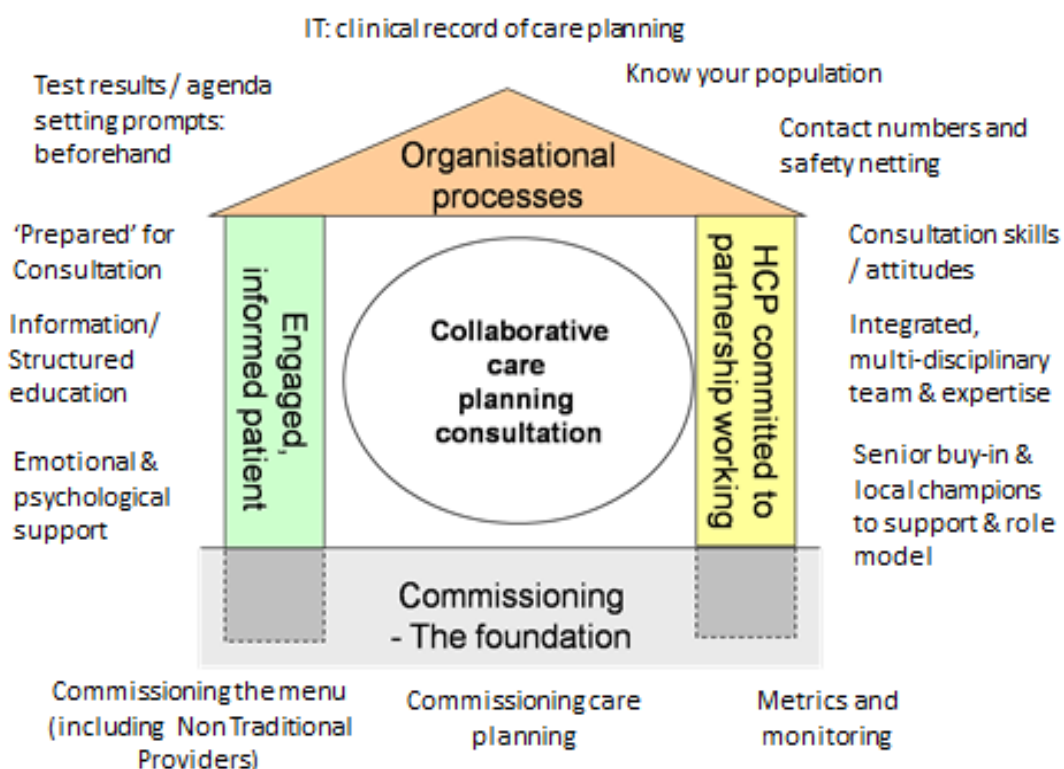 IT: clinical record of care planning
Know your population
Test results / agenda
setting prompts:
beforehand
Contact numbers and
safety netting
Organisational
processes
'Prepared' for
Consultation
Information/
Structured
education
Emotional &
psychological
support
Engaged,
informed patient
Collaborative
care
planning
consultation
HCP committed to
partnership working
Consultation skills
/ attitudes
Integrated,
multi-disciplinary
team & expertise
Senior buy-in &
local champions
to support & role
model
Commissioning
- The foundation
Commissioning the menu
(including Non Traditional
Providers)
Commissioning care
planning
Metrics and
monitoring